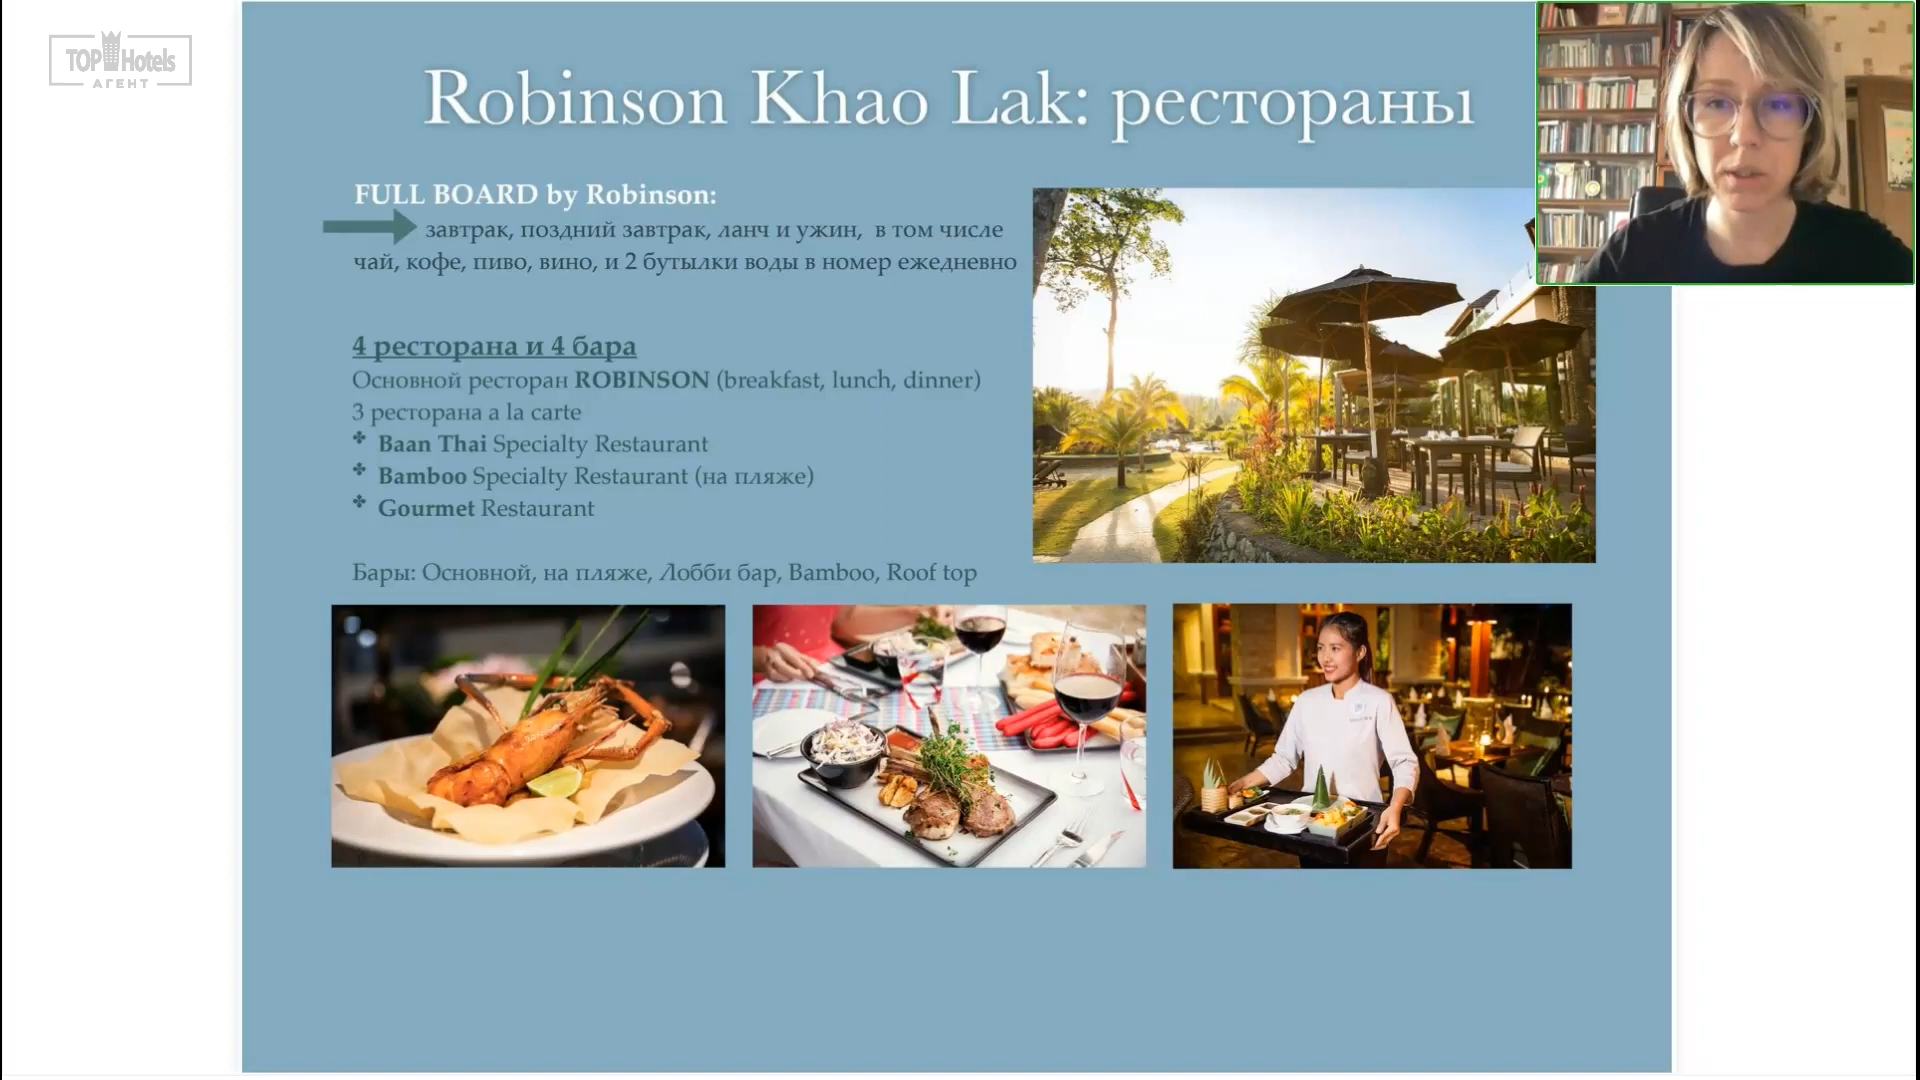 TOP Hotels
АГЕНТ
Robinson Khao Lak: рестораны
FULL BOARD by Robinson:
завтрак, поздний завтрак, ланч и ужин, в том числе
чай, кофе, пиво, вино, и 2 бутылки воды в номер ежедневно
4 ресторана и 4 бара
Основной ресторан ROBINSON (breakfast, lunch, dinner)
3 ресторана a la carte
Baan Thai Specialty Restaurant
Bamboo Specialty Restaurant (на пляже)
Gourmet Restaurant
Бары: Основной, на пляже, Лобби бар, Bamboo, Roof top